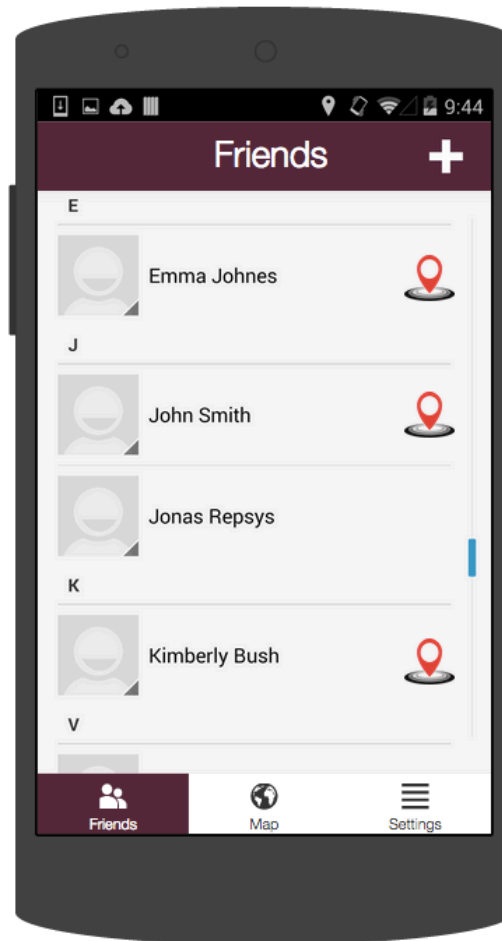 9:44
Friends
E
Emma Johnes
J
John Smith
Jonas Repsys
K
Kimberly Bush
V
Friends Map Settings